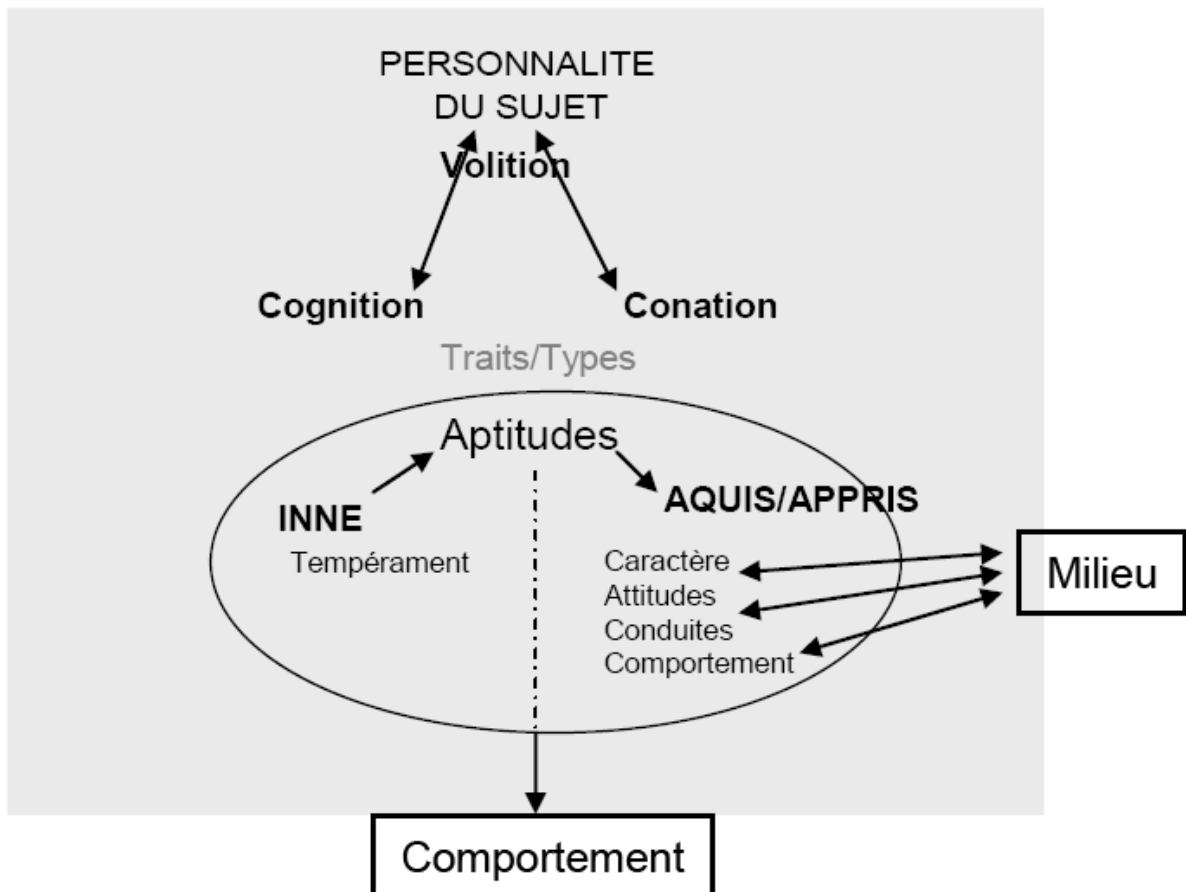 PERSONNALITE
DU SUJET
Volition
Cognition
Conation
Traits/Types
Aptitudes
INNE
AQUIS/APPRIS
Tempérament
Caractère
Attitudes
Conduites
Comportement
Milieu
Comportement